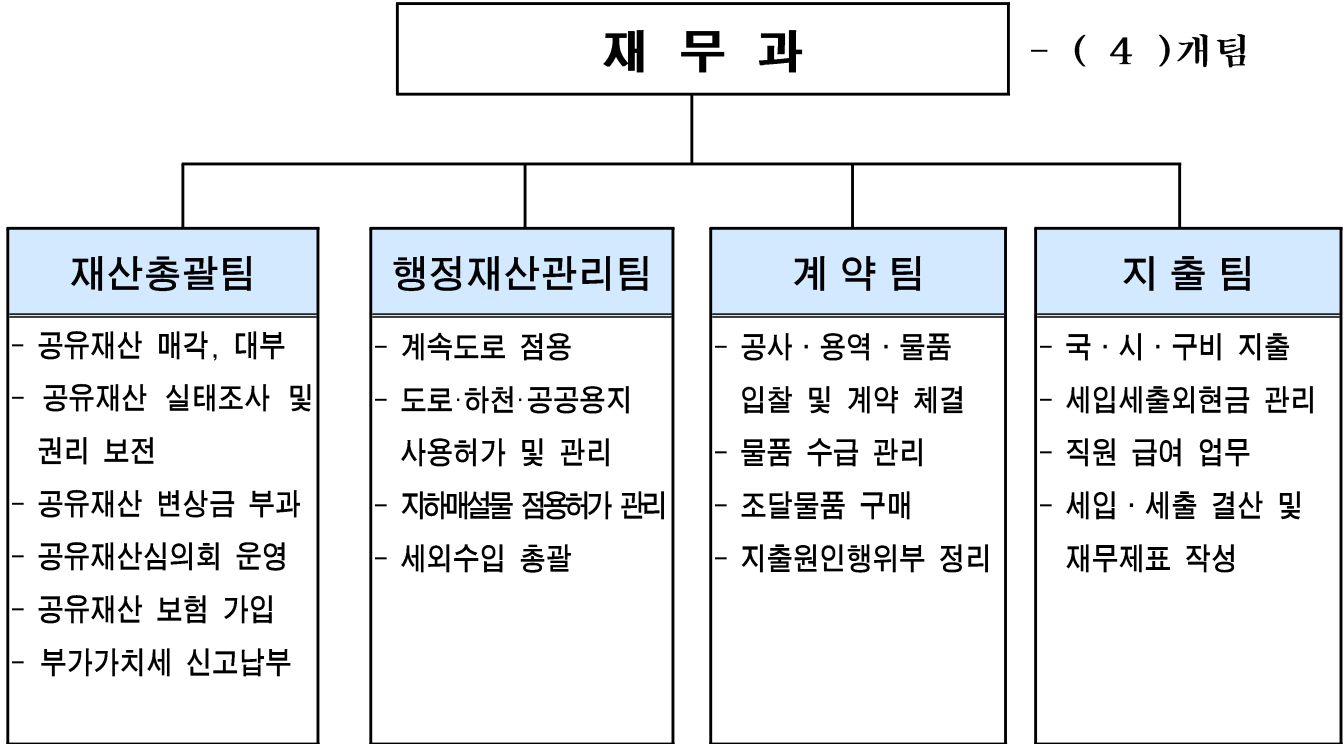 재 무 과
- ( 4 )개팀
재산총괄팀
- 공유재산 매각, 대부
- 공유재산 실태조사 및
권리 보전
- 공유재산 변상금 부과
- 공유재산심의회 운영
- 공유재산 보험 가입
- 부가가치세 신고납부
행정재산관리팀
- 계속도로 점용
- 도로·하천·공공용지
사용허가 및 관리
- 지하매설물 점용허가 관리
- 세외수입 총괄
계 약 팀
- 공사 · 용역 · 물품
입찰 및 계약 체결
- 물품 수급 관리
- 조달물품 구매
- 지출원인행위부 정리
지 출 팀
- 국 · 시 · 구비 지출
- 세입세출외현금 관리
- 직원 급여 업무
- 세입 · 세출 결산 및
재무제표 작성